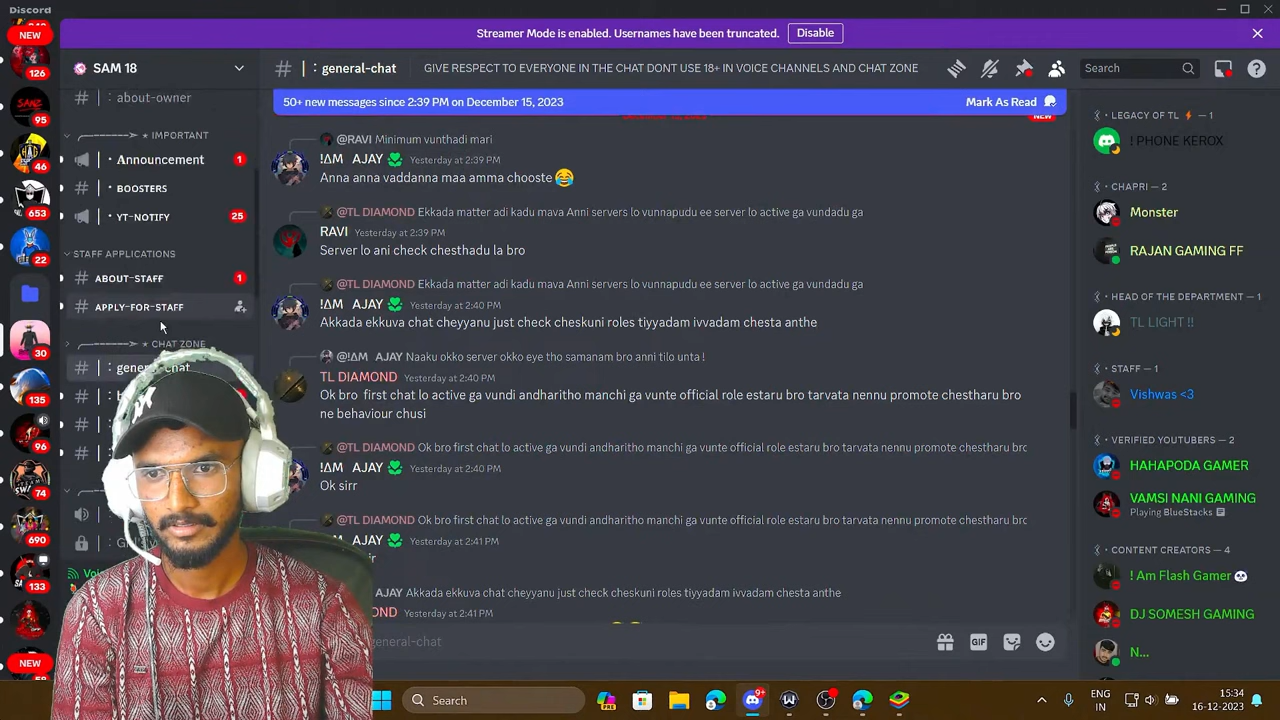 Discord
Streamer Mode is enabled. Usernames have been truncated.
Disable
NEW
126
95
46
653
22
30
135
96
74
690
133
NEW
SAM 18
about-owner
IMPORTANT
Announcement
1
BOOSTERS
YT-NOTIFY
25
STAFF APPLICATIONS
ABOUT-STAFF
1
APPLY-FOR-STAFF
CHAT ZONE
# | : general-chat
GIVE RESPECT TO EVERYONE IN THE CHAT DONT USE 18+ IN VOICE CHANNELS AND CHAT ZONE
Search
50+ new messages since 2:39 PM on December 15, 2023
Mark As Read
NEW
@RAVI Minimum vunthadi mari
!ΔM AJAY Yesterday at 2:39 PM
Anna anna vaddanna maa amma chooste 😂
@TL DIAMOND Ekkada matter adi kadu mava Anni servers lo vunnapudu ee server lo active ga vundadu ga
RAVI Yesterday at 2:39 PM
Server lo ani check chesthadu la bro
@TL DIAMOND Ekkada matter adi kadu mava Anni servers lo vunnapudu ee server lo active ga vundadu ga
!ΔM AJAY Yesterday at 2:40 PM
Akkada ekkuva chat cheyyanu just check cheskuni roles tiyyadam ivvadam chesta anthe
@!ΔM AJAY Naaku okko server okko eye tho samanam bro anni tilo unta !
TL DIAMOND Yesterday at 2:40 PM
Ok bro first chat lo active ga vundi andharitho manchi ga vunte official role estaru bro tarvata nennu promote chestharu bro
ne behaviour chusi
@TL DIAMOND Ok bro first chat lo active ga vundi andharitho manchi ga vunte official role estaru bro tarvata nennu promote chestharu brc
!ΔM AJAY Yesterday at 2:40 PM
Ok sirr
@TL DIAMOND Ok bro first chat lo active ga vundi andharitho manchi ga vunte official role estaru bro tarvata nennu promote chestharu brc
AJAY Yesterday at 2:41 PM
AJAY Akkada ekkuva chat cheyyanu just check cheskuni roles tiyyadam ivvadam chesta anthe
MOND Yesterday at 2:41 PM
general-chat
GIF
LEGACY OF TL ⚡ — 1
! PHONE KEROX
CHAPRI — 2
Monster
RAJAN GAMING FF
HEAD OF THE DEPARTMENT — 1
TL LIGHT !!
STAFF — 1
Vishwas <3
VERIFIED YOUTUBERS — 2
HAHAPODA GAMER
VAMSI NANI GAMING
Playing BlueStacks
CONTENT CREATORS — 4
! Am Flash Gamer
DJ SOMESH GAMING
N...
Search
PRE
9+
ENG
IN
15:34
16-12-2023